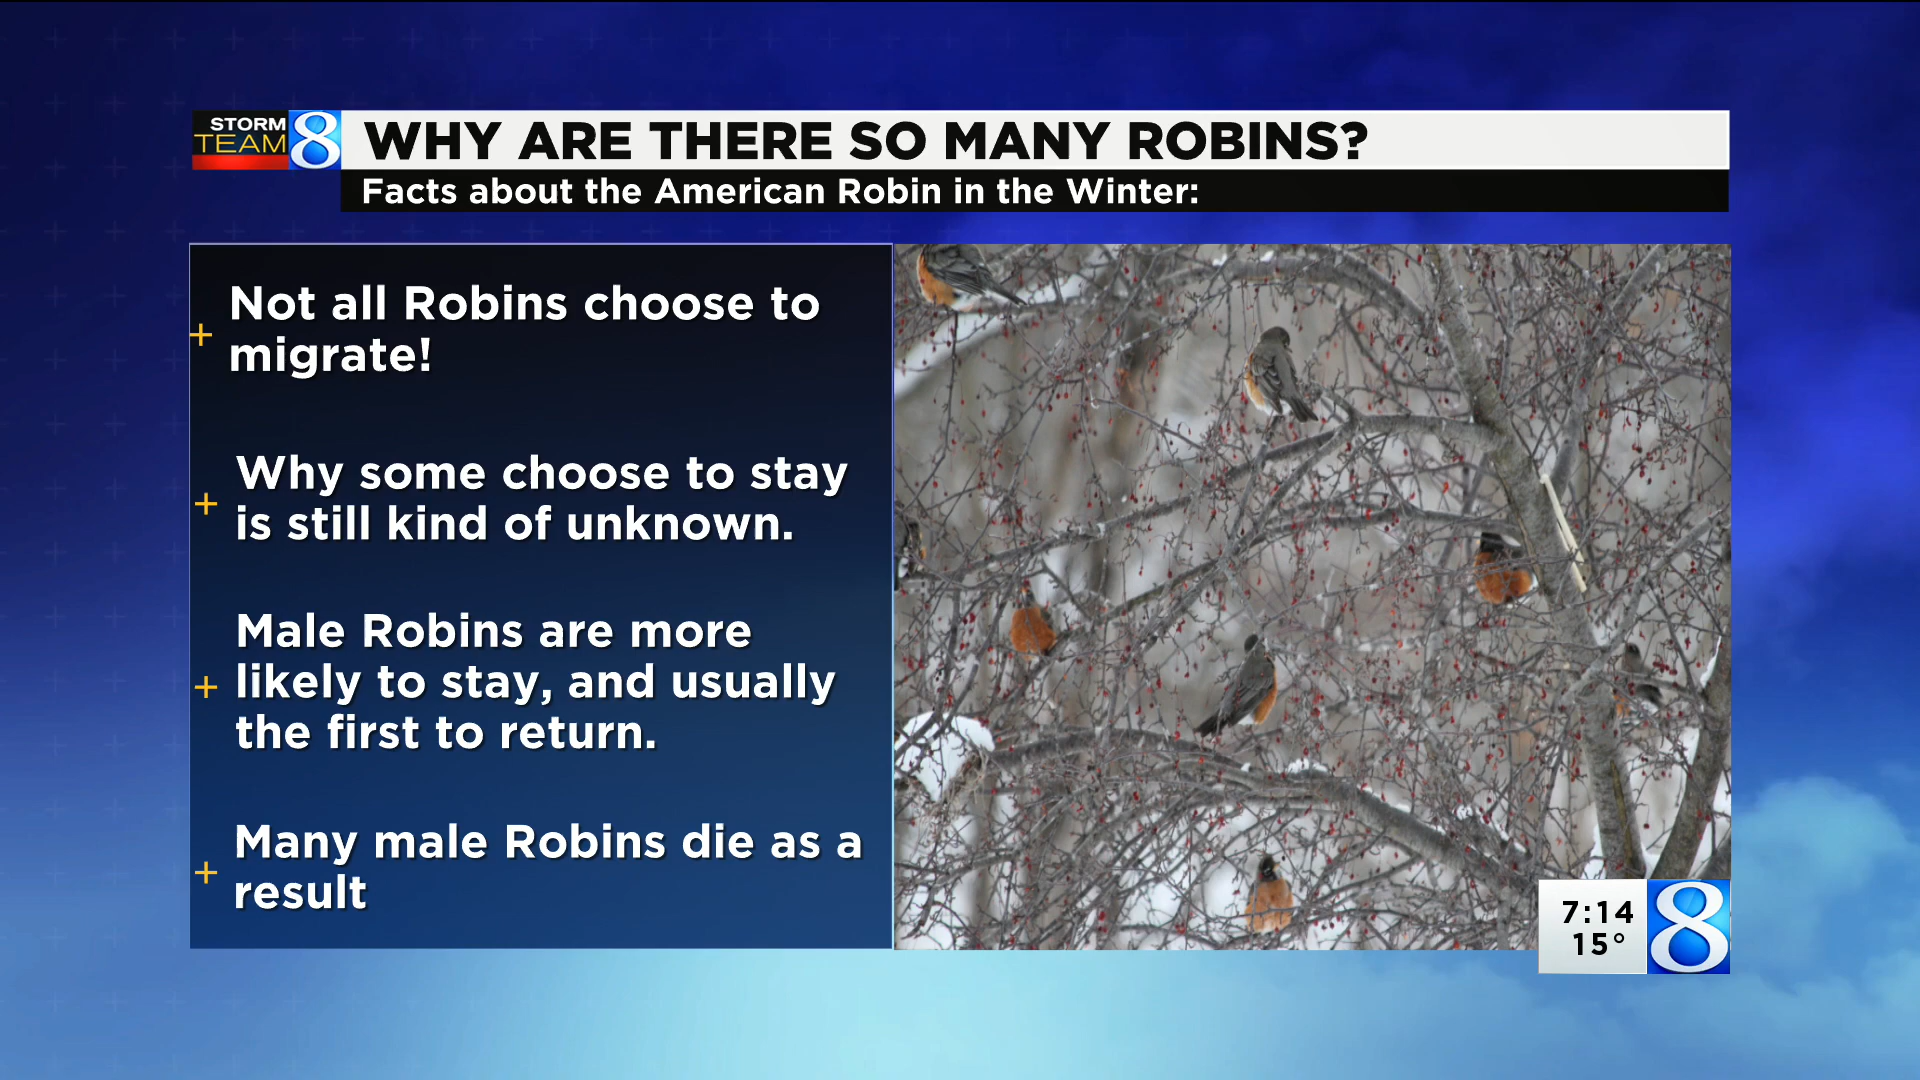 STORM
TEAM
8
WHY ARE THERE SO MANY ROBINS?
Facts about the American Robin in the Winter:
+ Not all Robins choose to
migrate!
+ Why some choose to stay
is still kind of unknown.
+ Male Robins are more
likely to stay, and usually
the first to return.
+ Many male Robins die as a
result
7:14
15°
8